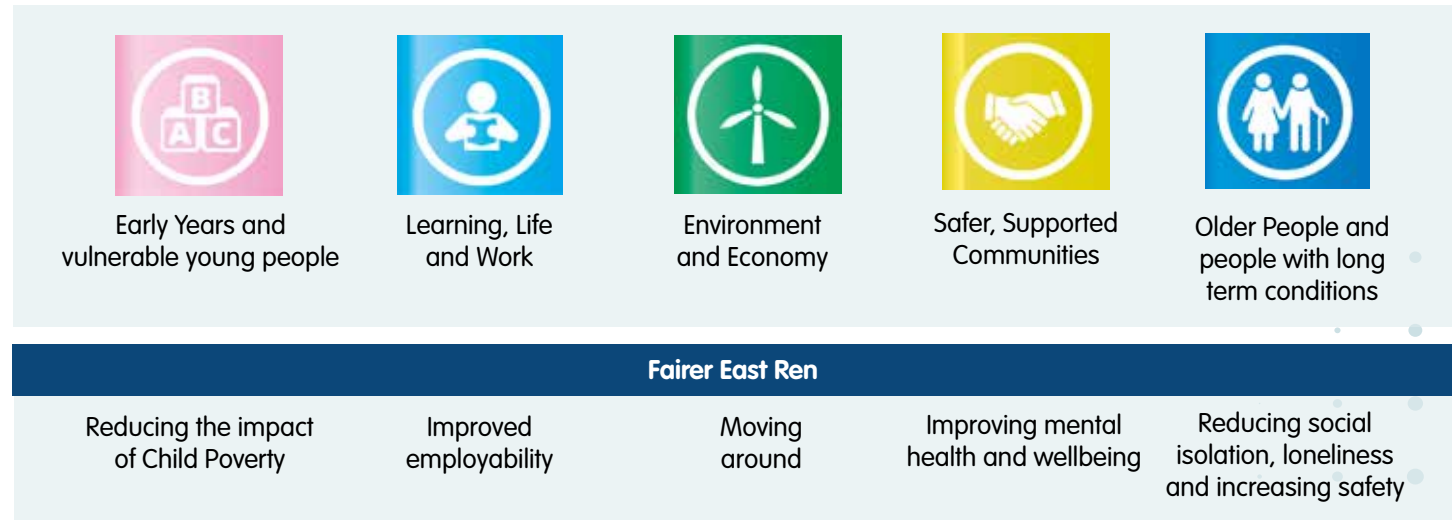 B
A C
Early Years and
vulnerable young people
Learning, Life
and Work
Environment
and Economy
Safer, Supported
Communities
Older People and
people with long
term conditions
Fairer East Ren
Reducing the impact
of Child Poverty
Improved
employability
Moving
around
Improving mental
health and wellbeing
Reducing social
isolation, loneliness
and increasing safety